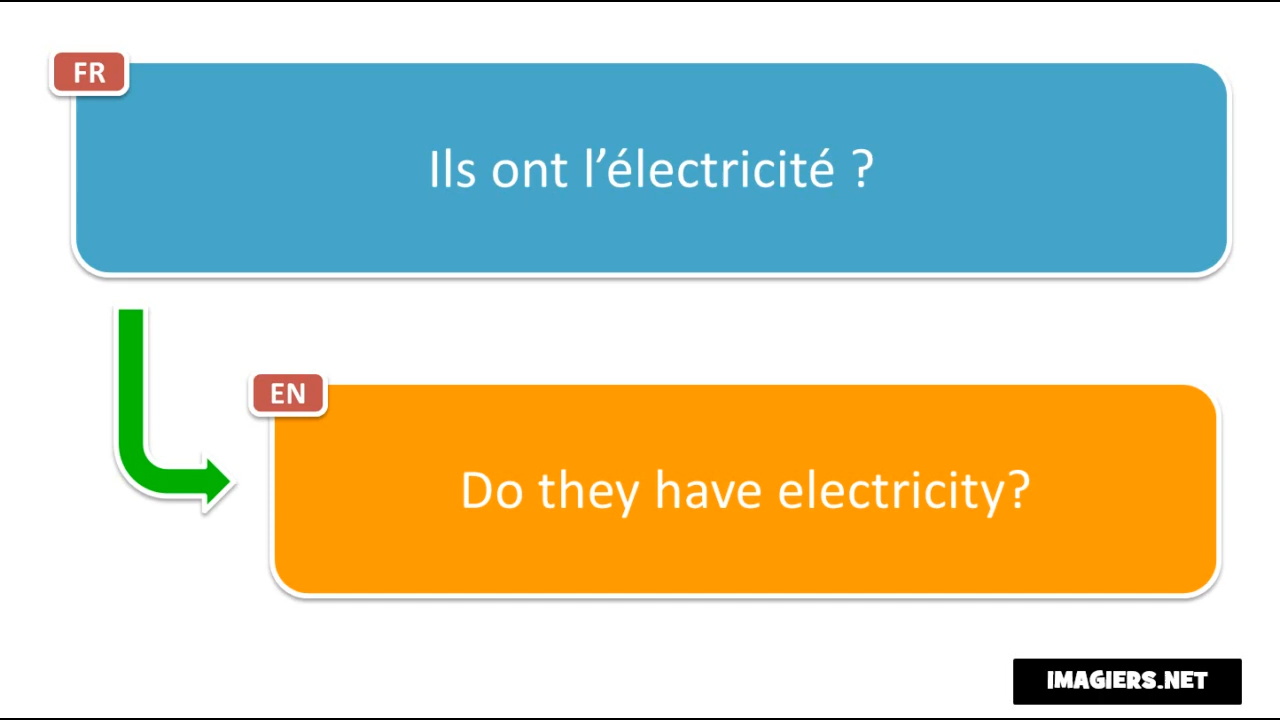 FR
Ils ont l’électricité ?
EN
Do they have electricity?
IMAGIERS.NET